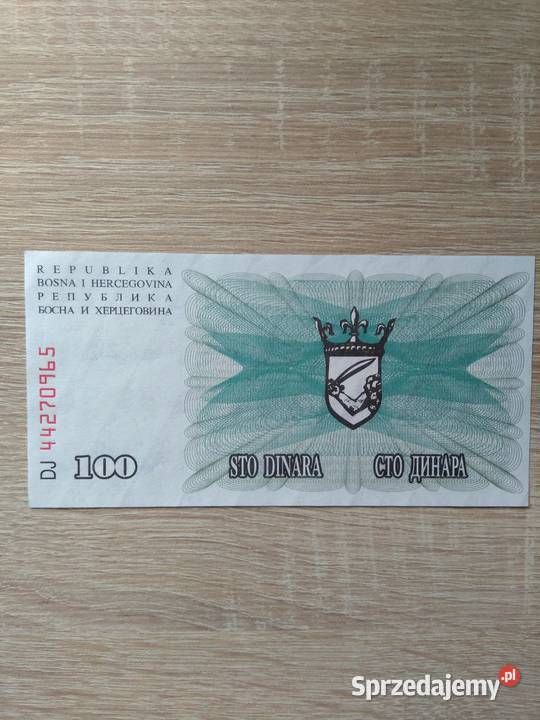 REPUBLIKA
BOSNA I HERCEGOVINA
РЕПУБЛИКА
БОСНА И ХЕРЦЕГОВИНА
DJ 44270965
100
STO DINARA СТО ДИНАРА
Sprzedajemy.pl